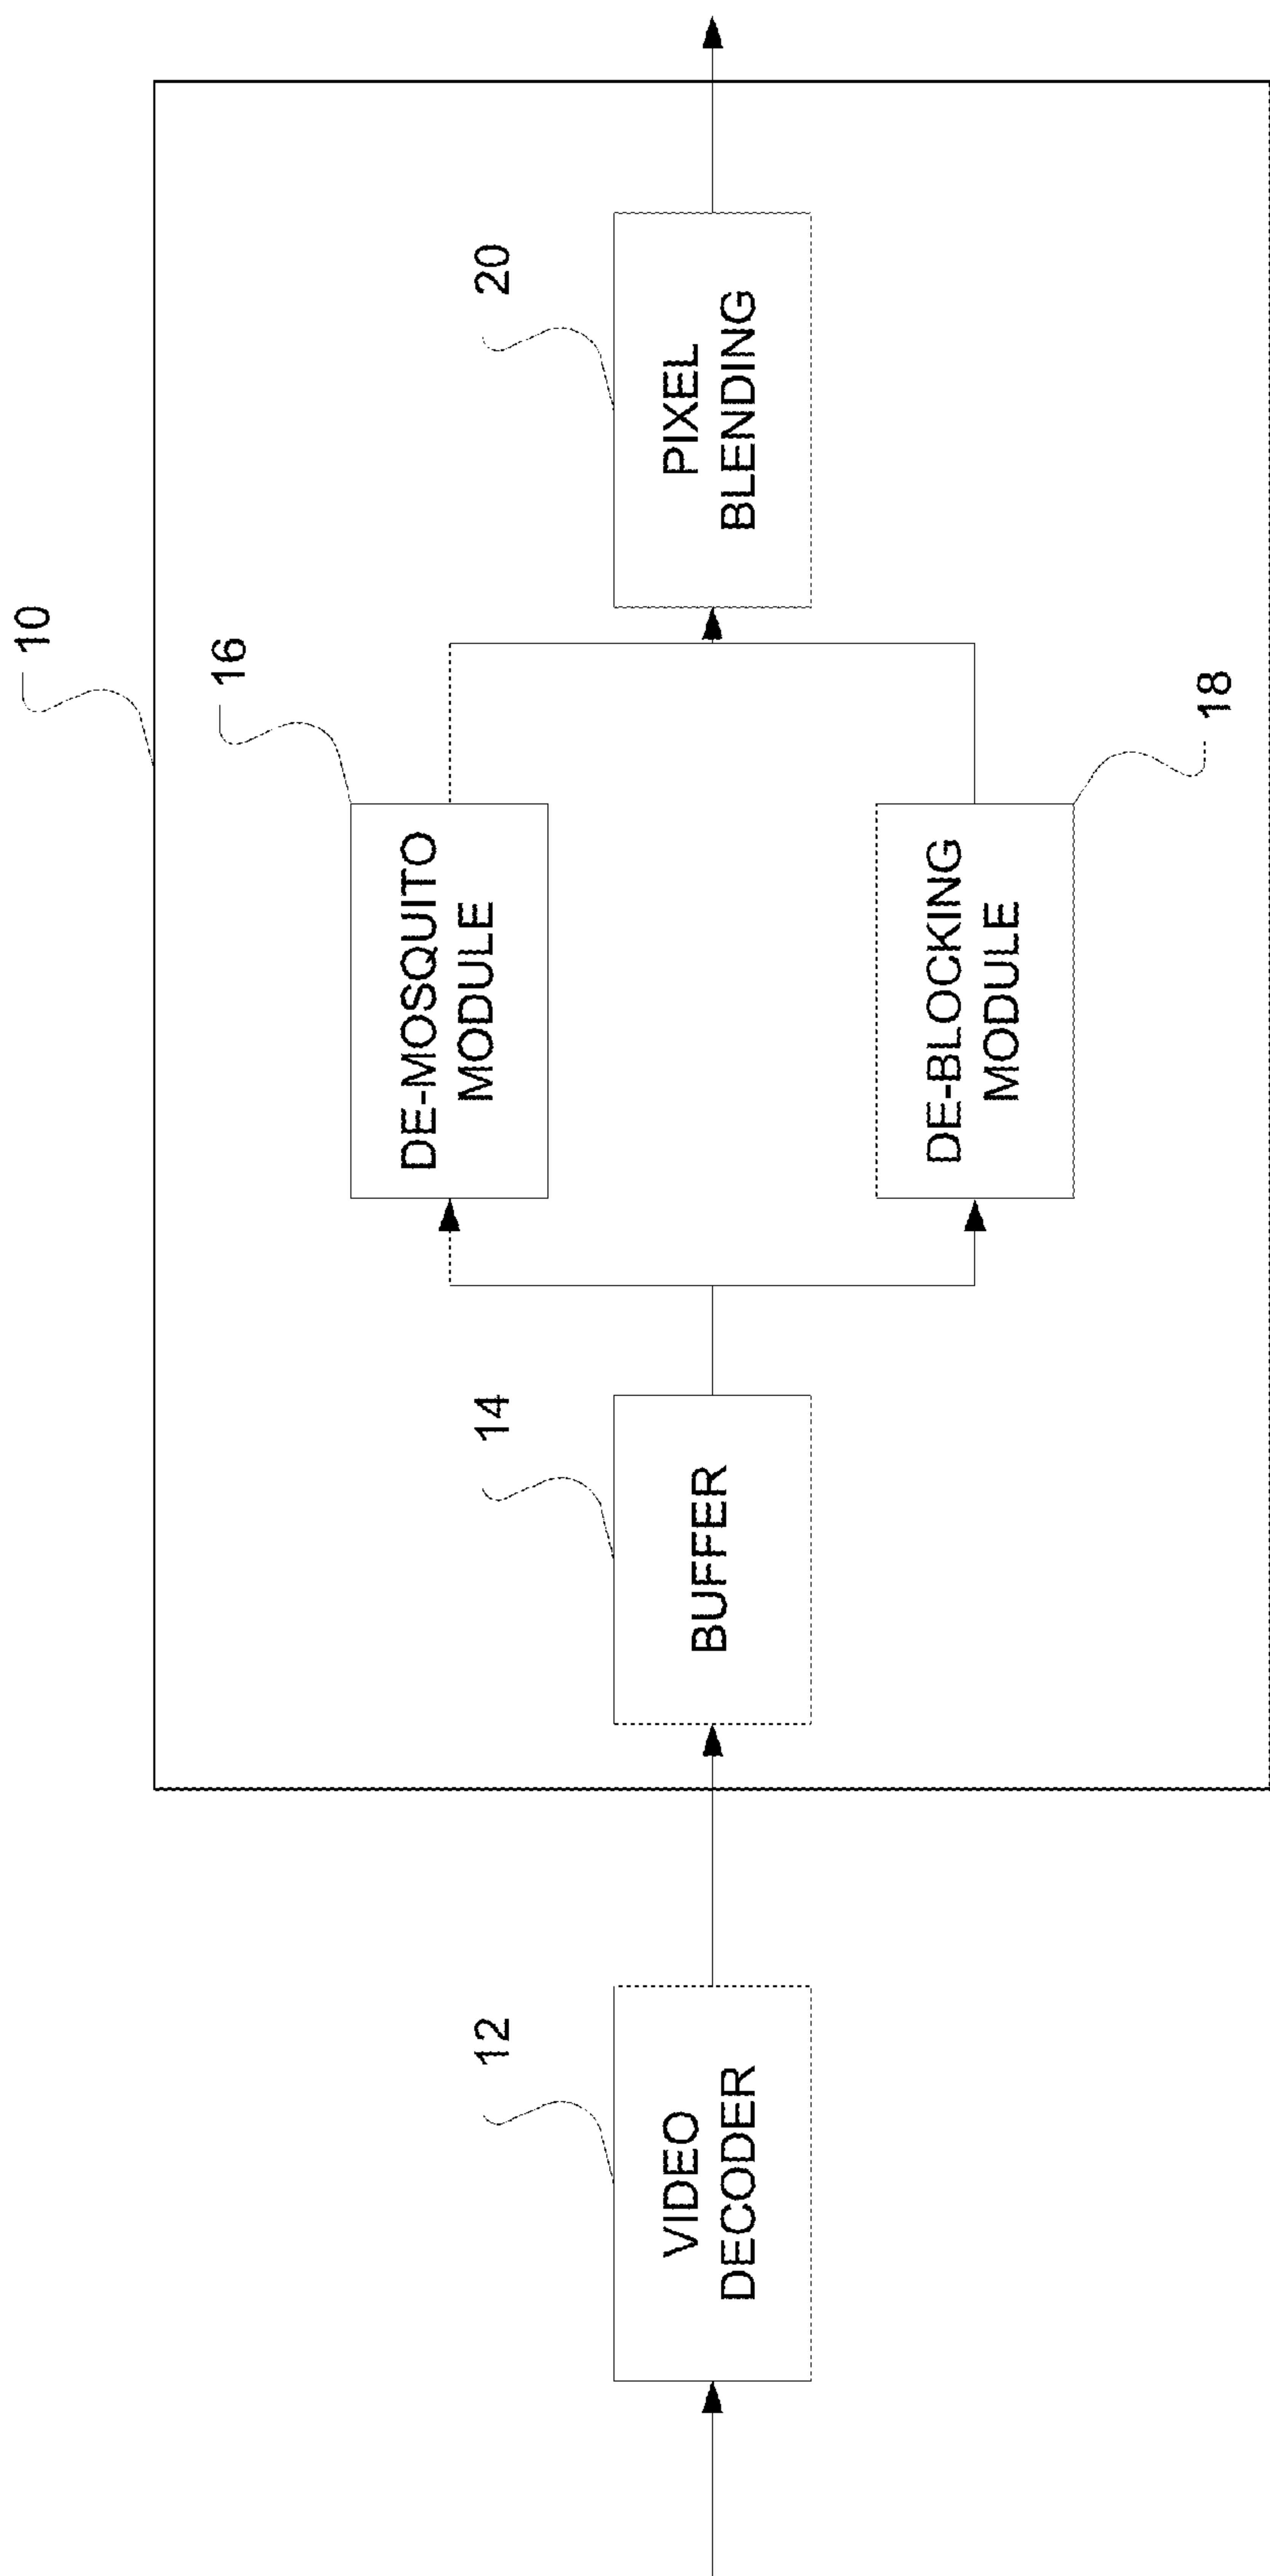 10
12
VIDEO
DECODER
14
BUFFER
16
DE-MOSQUITO
MODULE
18
DE-BLOCKING
MODULE
20
PIXEL
BLENDING